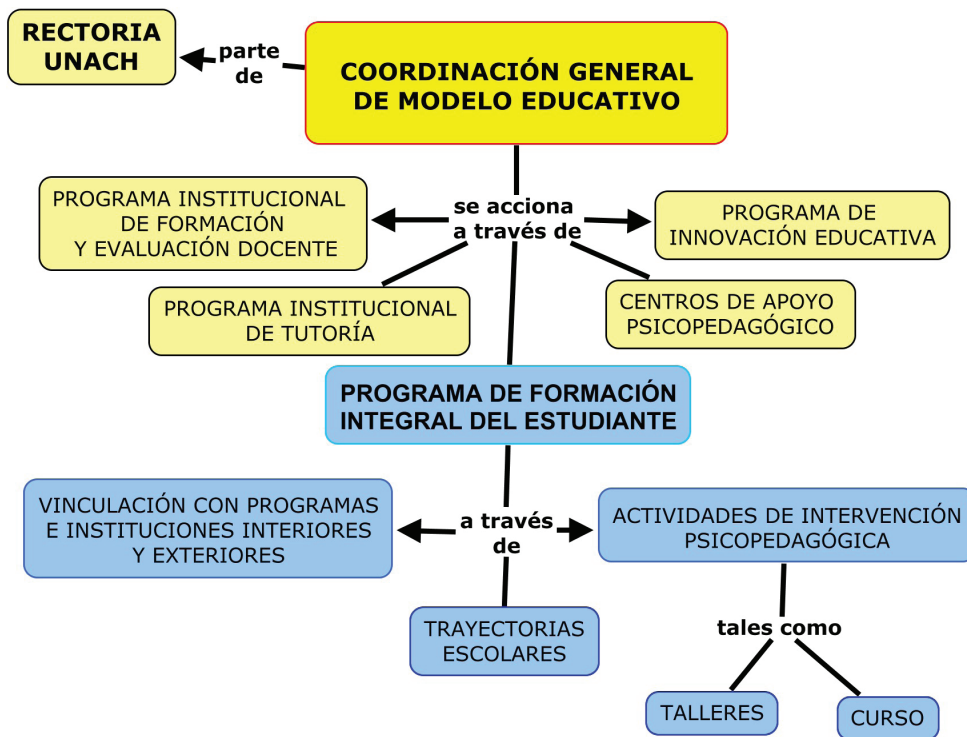 RECTORIA
UNACH
parte
de
COORDINACIÓN GENERAL
DE MODELO EDUCATIVO
PROGRAMA INSTITUCIONAL
DE FORMACIÓN
Y EVALUACIÓN DOCENTE
se acciona
a través de
PROGRAMA DE
INNOVACIÓN EDUCATIVA
PROGRAMA INSTITUCIONAL
DE TUTORÍA
CENTROS DE APOYO
PSICOPEDAGÓGICO
PROGRAMA DE FORMACIÓN
INTEGRAL DEL ESTUDIANTE
VINCULACIÓN CON PROGRAMAS
E INSTITUCIONES INTERIORES
Y EXTERIORES
a través
de
ACTIVIDADES DE INTERVENCIÓN
PSICOPEDAGÓGICA
TRAYECTORIAS
ESCOLARES
tales como
TALLERES
CURSO